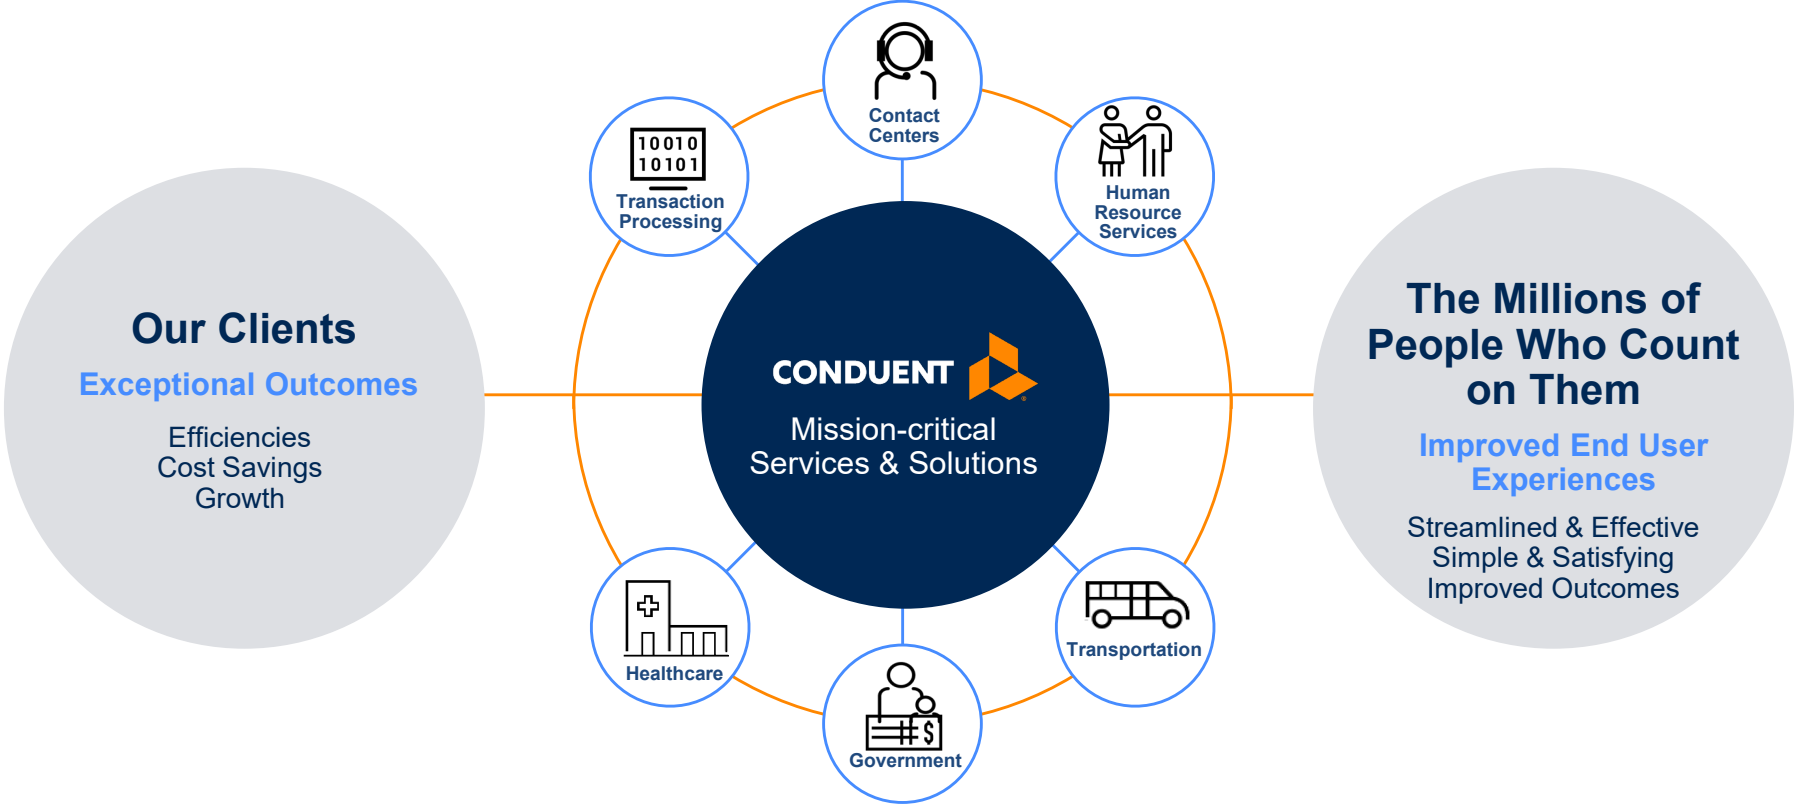 Our Clients
Exceptional Outcomes
Efficiencies
Cost Savings
Growth
Contact
Centers
10010
10101
Transaction
Processing
Human
Resource
Services
CONDUENT
®
Mission-critical
Services & Solutions
Healthcare
$
Government
Transportation
The Millions of
People Who Count
on Them
Improved End User
Experiences
Streamlined & Effective
Simple & Satisfying
Improved Outcomes